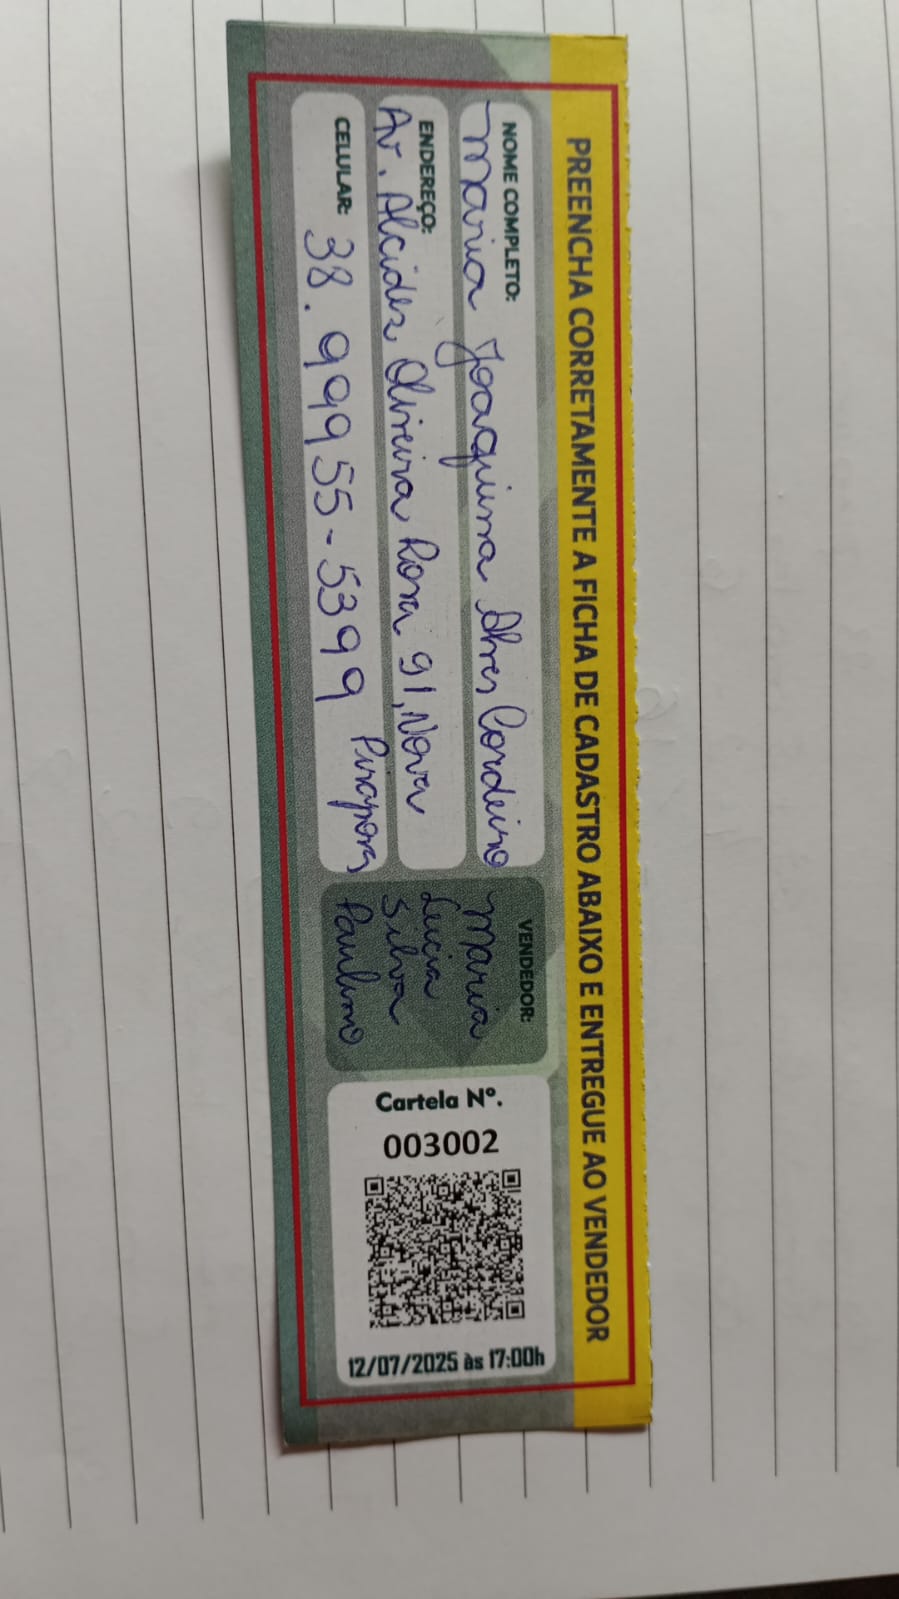 PREENCHA CORRETAMENTE A FICHA DE CADASTRO ABAIXO E ENTREGUE AO VENDEDOR
NOME COMPLETO:
Maria Joaquina Alves Cordeiro
ENDEREÇO:
Av. Alcides Oliveira Rosa 91, Nova
Pirapora
CELULAR: 38. 99955-5399
VENDEDOR:
Maria
Lucia
Silva
Paulino
Cartela Nº.
003002
12/07/2025 às 17:00h